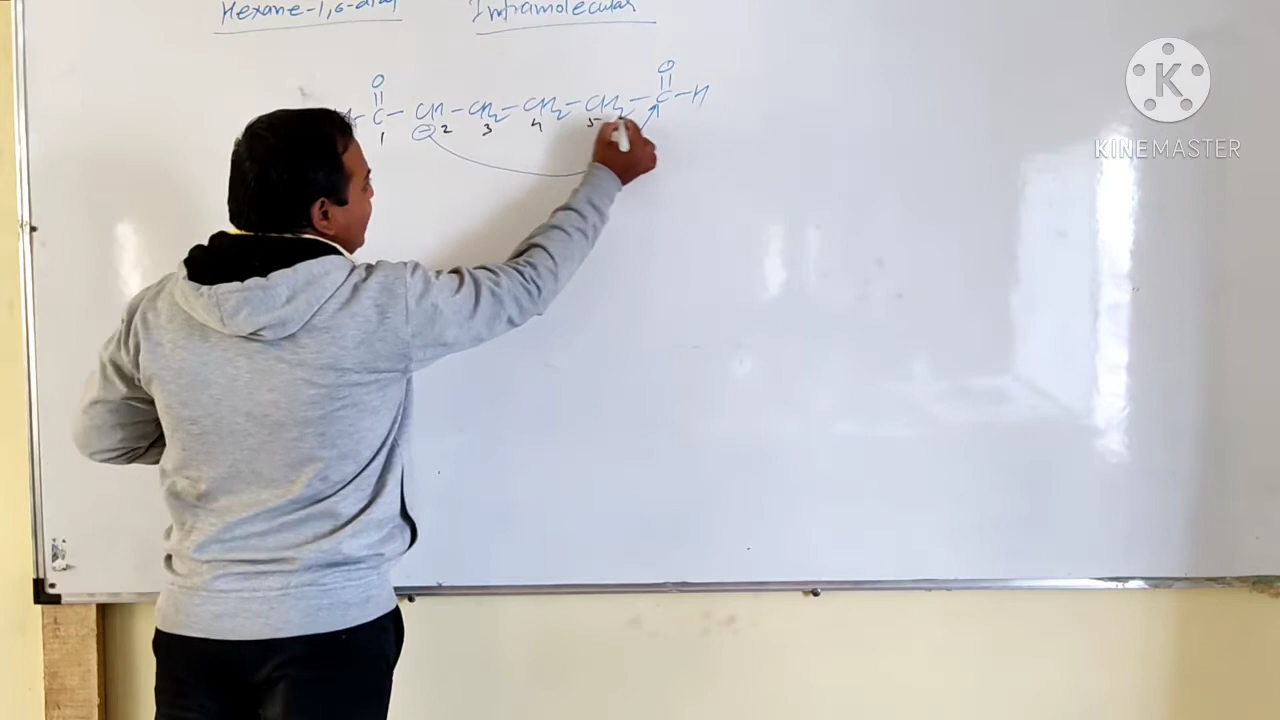 Hexane-1,6-dial Intramolecular
O O
|| ||
H-C-CH-CH2-CH2-CH2-C-H
⊖
1 2 3 4 5
K
KINEMASTER